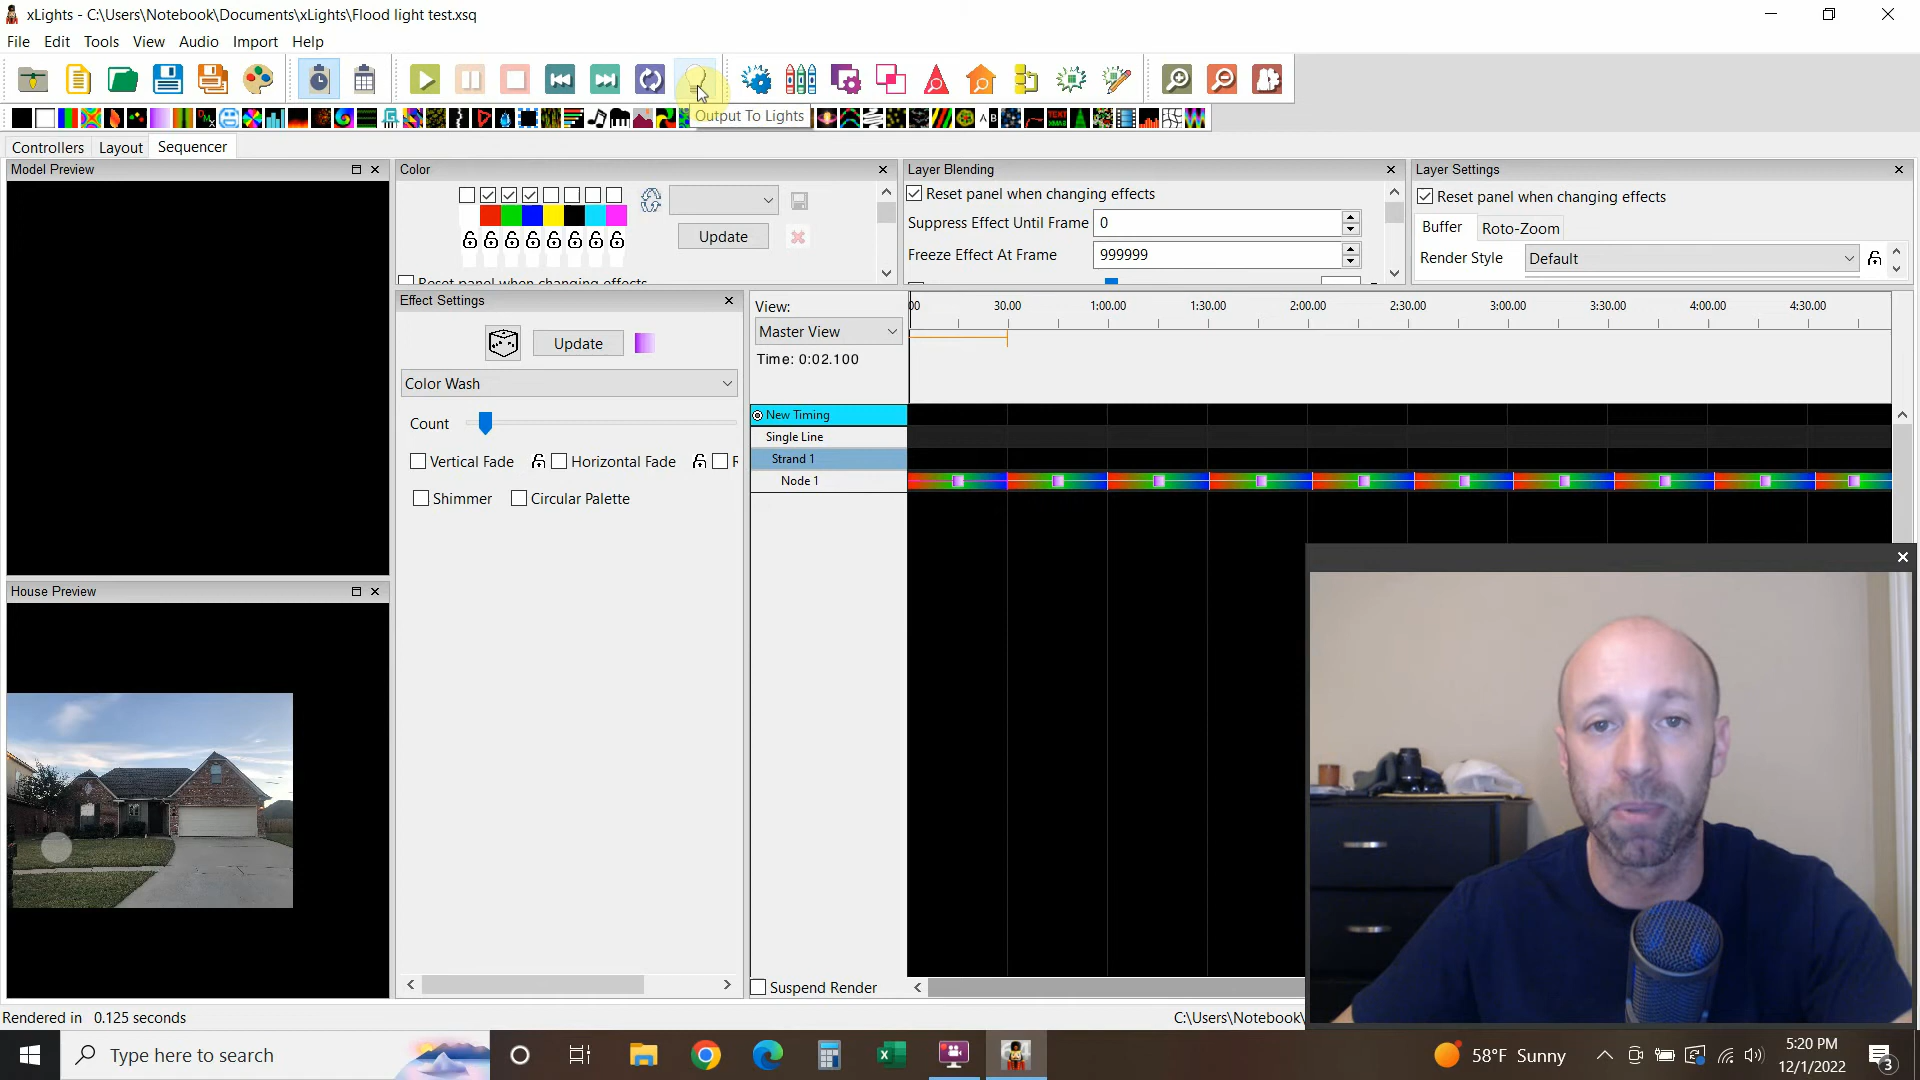 xLights - C:\Users\Notebook\Documents\xLights\Flood light test.xsq
File Edit Tools View Audio Import Help
Output To Lights
Controllers Layout Sequencer
Model Preview
Color
Layer Blending
Layer Settings
Reset panel when changing effects
Reset panel when changing effects
Suppress Effect Until Frame 0
Buffer Roto-Zoom
Update
Freeze Effect At Frame 999999
Render Style Default
Reset panel when changing effects
Effect Settings
View:
00 30.00 1:00.00 1:30.00 2:00.00 2:30.00 3:00.00 3:30.00 4:00.00 4:30.00
Master View
Update
Time: 0:02.100
Color Wash
New Timing
Count
Single Line
Vertical Fade Horizontal Fade
Strand 1
Node 1
Shimmer Circular Palette
House Preview
Suspend Render
Rendered in 0.125 seconds
C:\Users\Notebook\
Type here to search
58°F Sunny
5:20 PM
12/1/2022
3